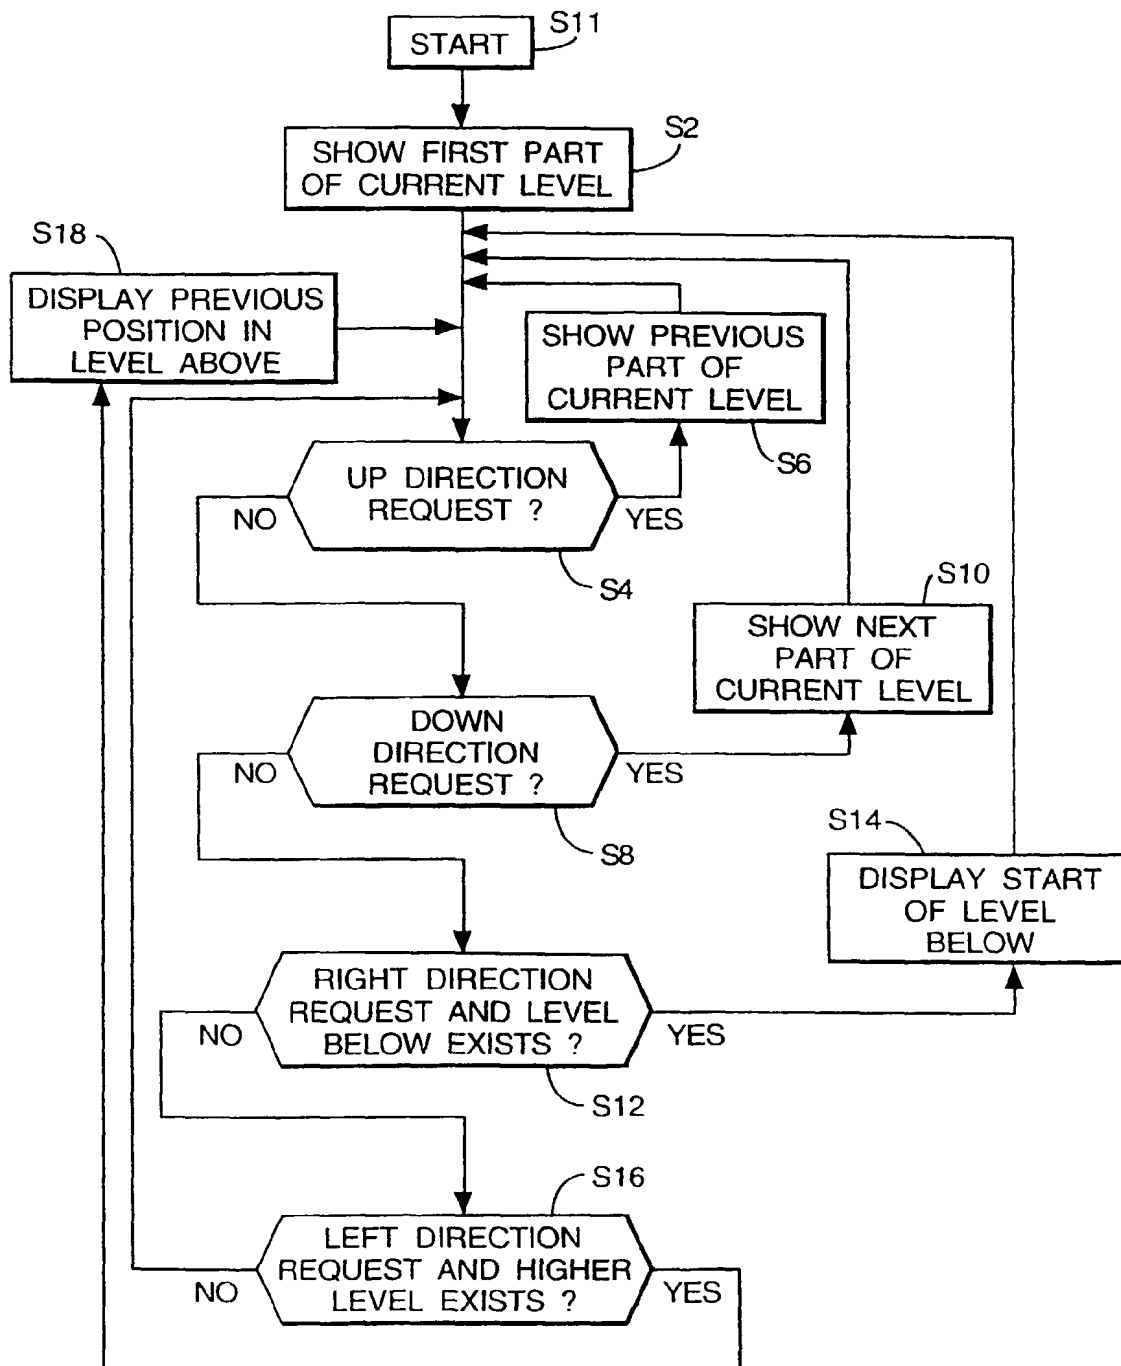 S11
START
S2
SHOW FIRST PART
OF CURRENT LEVEL
S18
DISPLAY PREVIOUS
POSITION IN
LEVEL ABOVE
SHOW PREVIOUS
PART OF
CURRENT LEVEL
S6
UP DIRECTION
REQUEST ?
NO
YES
S4
S10
SHOW NEXT
PART OF
CURRENT LEVEL
DOWN
DIRECTION
REQUEST ?
NO
YES
S8
S14
DISPLAY START
OF LEVEL
BELOW
RIGHT DIRECTION
REQUEST AND LEVEL
BELOW EXISTS ?
NO
YES
S12
S16
LEFT DIRECTION
REQUEST AND HIGHER
LEVEL EXISTS ?
NO
YES